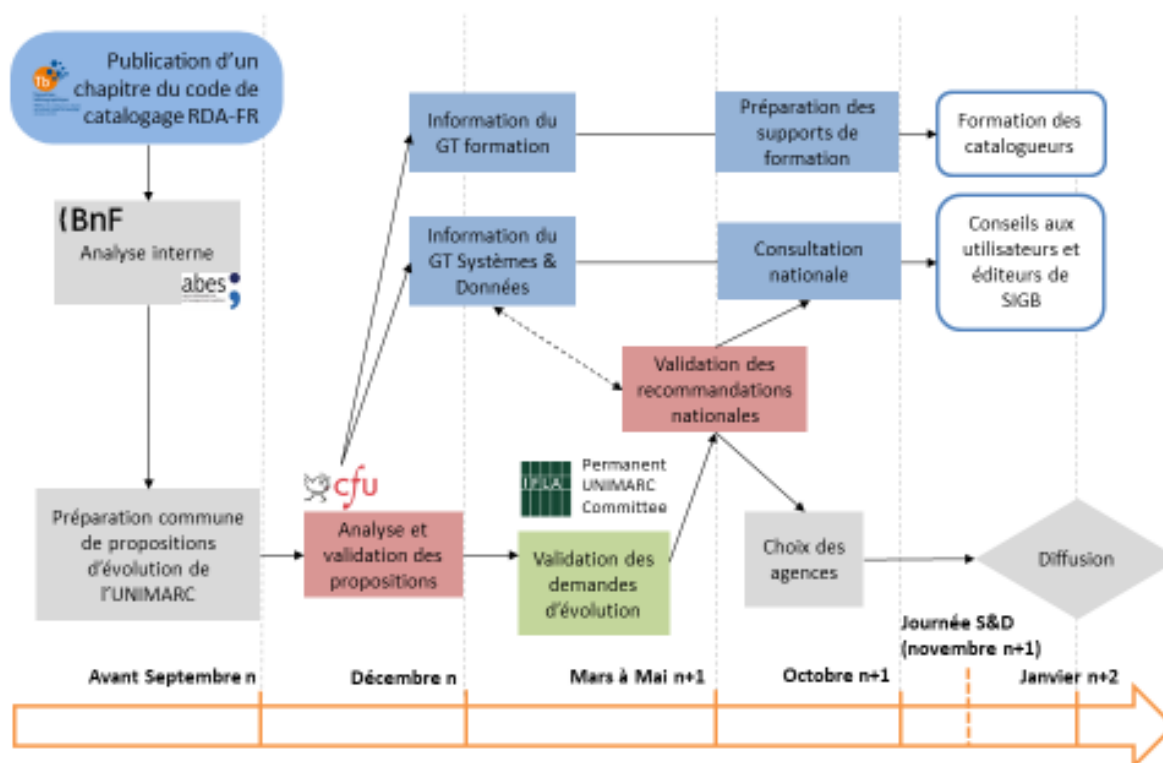 Publication d'un
chapitre du code de
catalogage RDA-FR
Tb
BnF
Analyse interne
abes
Préparation commune
de propositions
d'évolution de
l'UNIMARC
cfu
Analyse et
validation des
propositions
Information du
GT formation
Information du
GT Systèmes &
Données
IFLA
Permanent
UNIMARC
Committee
Validation des
demandes
d'évolution
Validation des
recommandations
nationales
Préparation des
supports de
formation
Consultation
nationale
Choix des
agences
Formation des
catalogueurs
Conseils aux
utilisateurs et
éditeurs de
SIGB
Diffusion
Journée S&D
(novembre n+1)
Avant Septembre n
Décembre n
Mars à Mai n+1
Octobre n+1
Janvier n+2